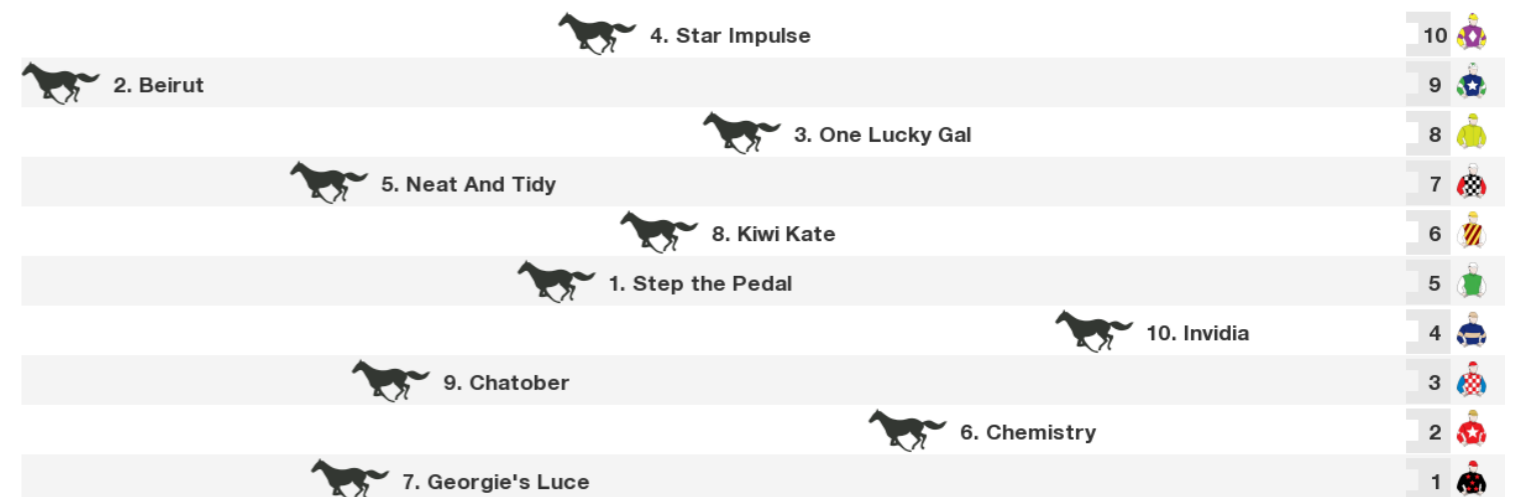 4. Star Impulse 10
2. Beirut 9
3. One Lucky Gal 8
5. Neat And Tidy 7
8. Kiwi Kate 6
1. Step the Pedal 5
10. Invidia 4
9. Chatober 3
6. Chemistry 2
7. Georgie's Luce 1